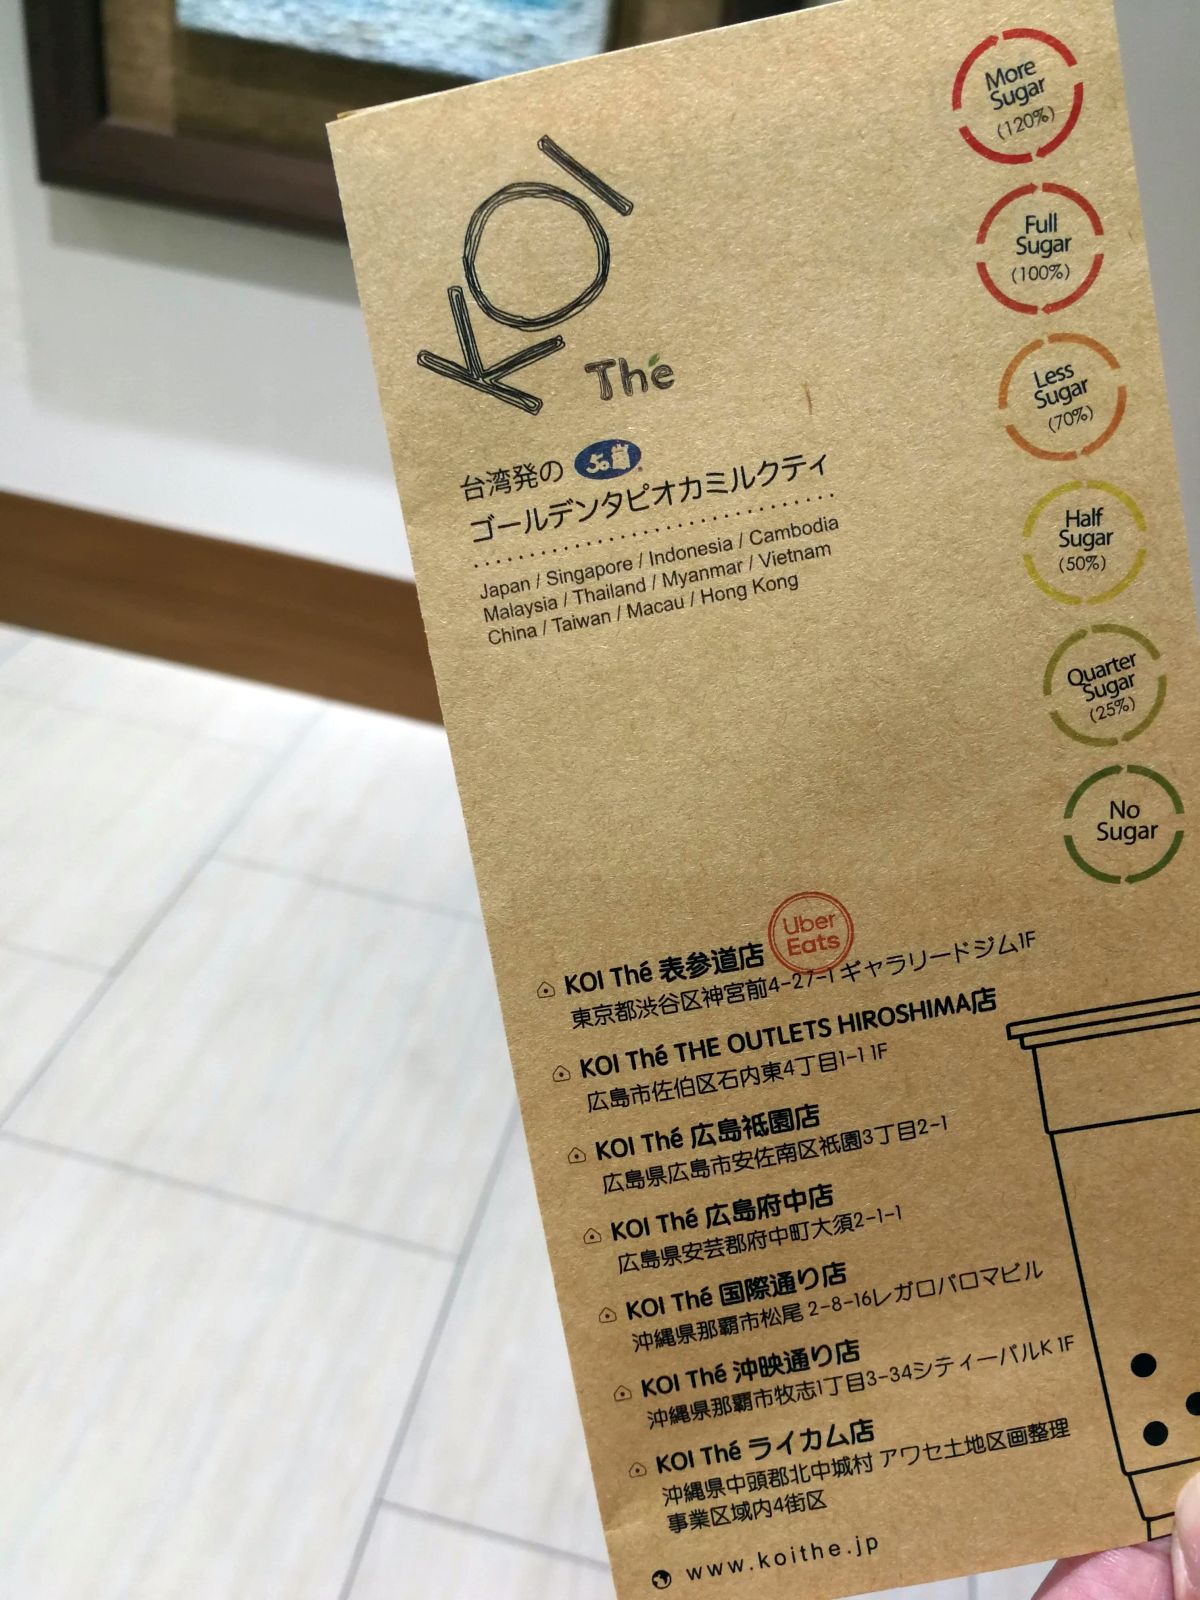 KOI
Thé
台湾発の 50嵐
ゴールデンタピオカミルクティ
Japan / Singapore / Indonesia / Cambodia
Malaysia / Thailand / Myanmar / Vietnam
China / Taiwan / Macau / Hong Kong
More
Sugar
(120%)
Full
Sugar
(100%)
Less
Sugar
(70%)
Half
Sugar
(50%)
Quarter
Sugar
(25%)
No
Sugar
Uber
Eats
KOI Thé 表参道店
東京都渋谷区神宮前4-27-1 ギャラリードジム1F
KOI Thé THE OUTLETS HIROSHIMA店
広島市佐伯区石内東4丁目1-1 1F
KOI Thé 広島祇園店
広島県広島市安佐南区祇園3丁目2-1
KOI Thé 広島府中店
広島県安芸郡府中町大須2-1-1
KOI Thé 国際通り店
沖縄県那覇市松尾 2-8-16レガロパロマビル
KOI Thé 沖映通り店
沖縄県那覇市牧志1丁目3-34シティーパルK 1F
KOI Thé ライカム店
沖縄県中頭郡北中城村 アワセ土地区画整理
事業区域内4街区
www.koithe.jp